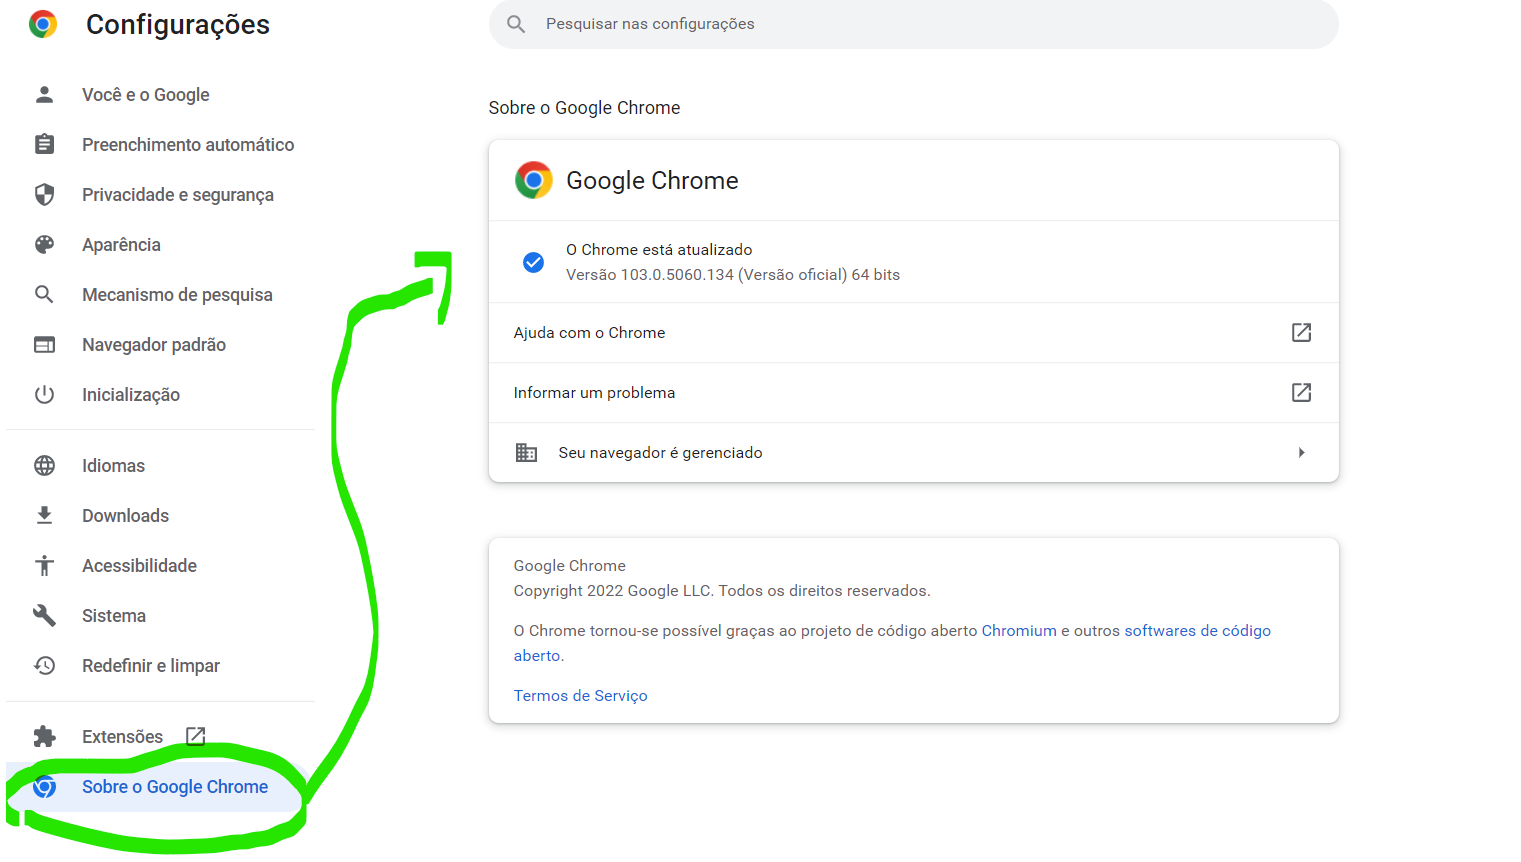 Configurações
Pesquisar nas configurações
Você e o Google
Preenchimento automático
Privacidade e segurança
Aparência
Mecanismo de pesquisa
Navegador padrão
Inicialização
Idiomas
Downloads
Acessibilidade
Sistema
Redefinir e limpar
Extensões
Sobre o Google Chrome
Sobre o Google Chrome
Google Chrome
O Chrome está atualizado
Versão 103.0.5060.134 (Versão oficial) 64 bits
Ajuda com o Chrome
Informar um problema
Seu navegador é gerenciado
Google Chrome
Copyright 2022 Google LLC. Todos os direitos reservados.
O Chrome tornou-se possível graças ao projeto de código aberto Chromium e outros softwares de código
aberto.
Termos de Serviço